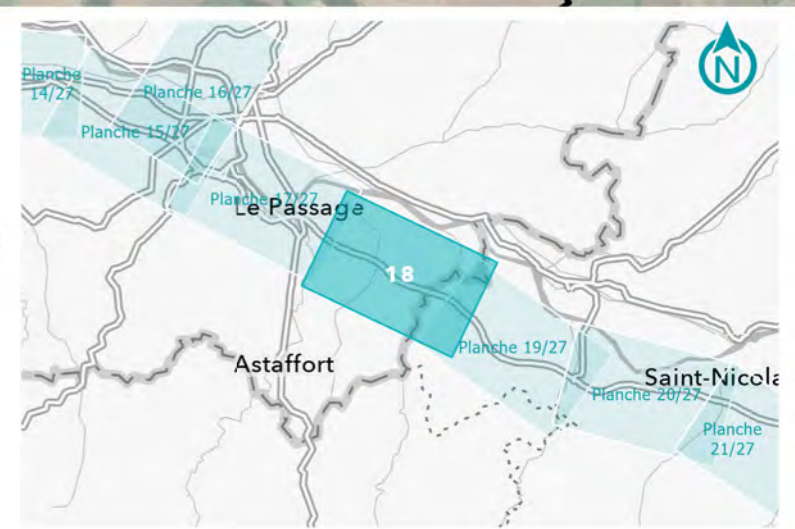 Planche
14/27
Planche 16/27
Planche 15/27
Planche 17/27
Le Passage
N
18
Planche 19/27
Astaffort
Saint-Nicola
Planche 20/27
Planche
21/27